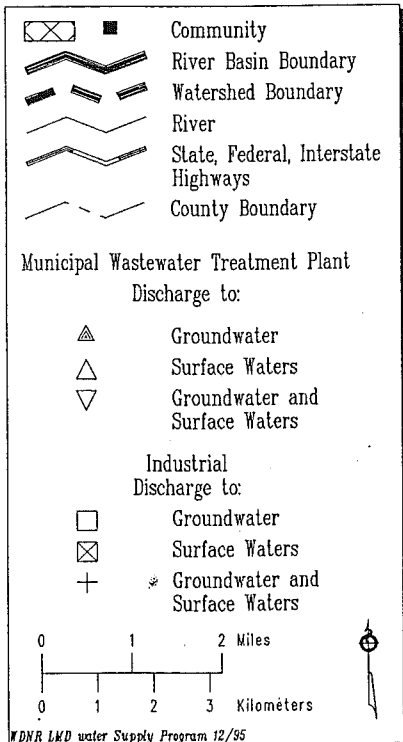 Community
River Basin Boundary
Watershed Boundary
River
State, Federal, Interstate
Highways
County Boundary
Municipal Wastewater Treatment Plant
Discharge to:
Groundwater
Surface Waters
Groundwater and
Surface Waters
Industrial
Discharge to:
Groundwater
Surface Waters
Groundwater and
Surface Waters
0 1 2 Miles
0 1 2 3 Kilometers
WDNR LMD water Supply Program 12/95